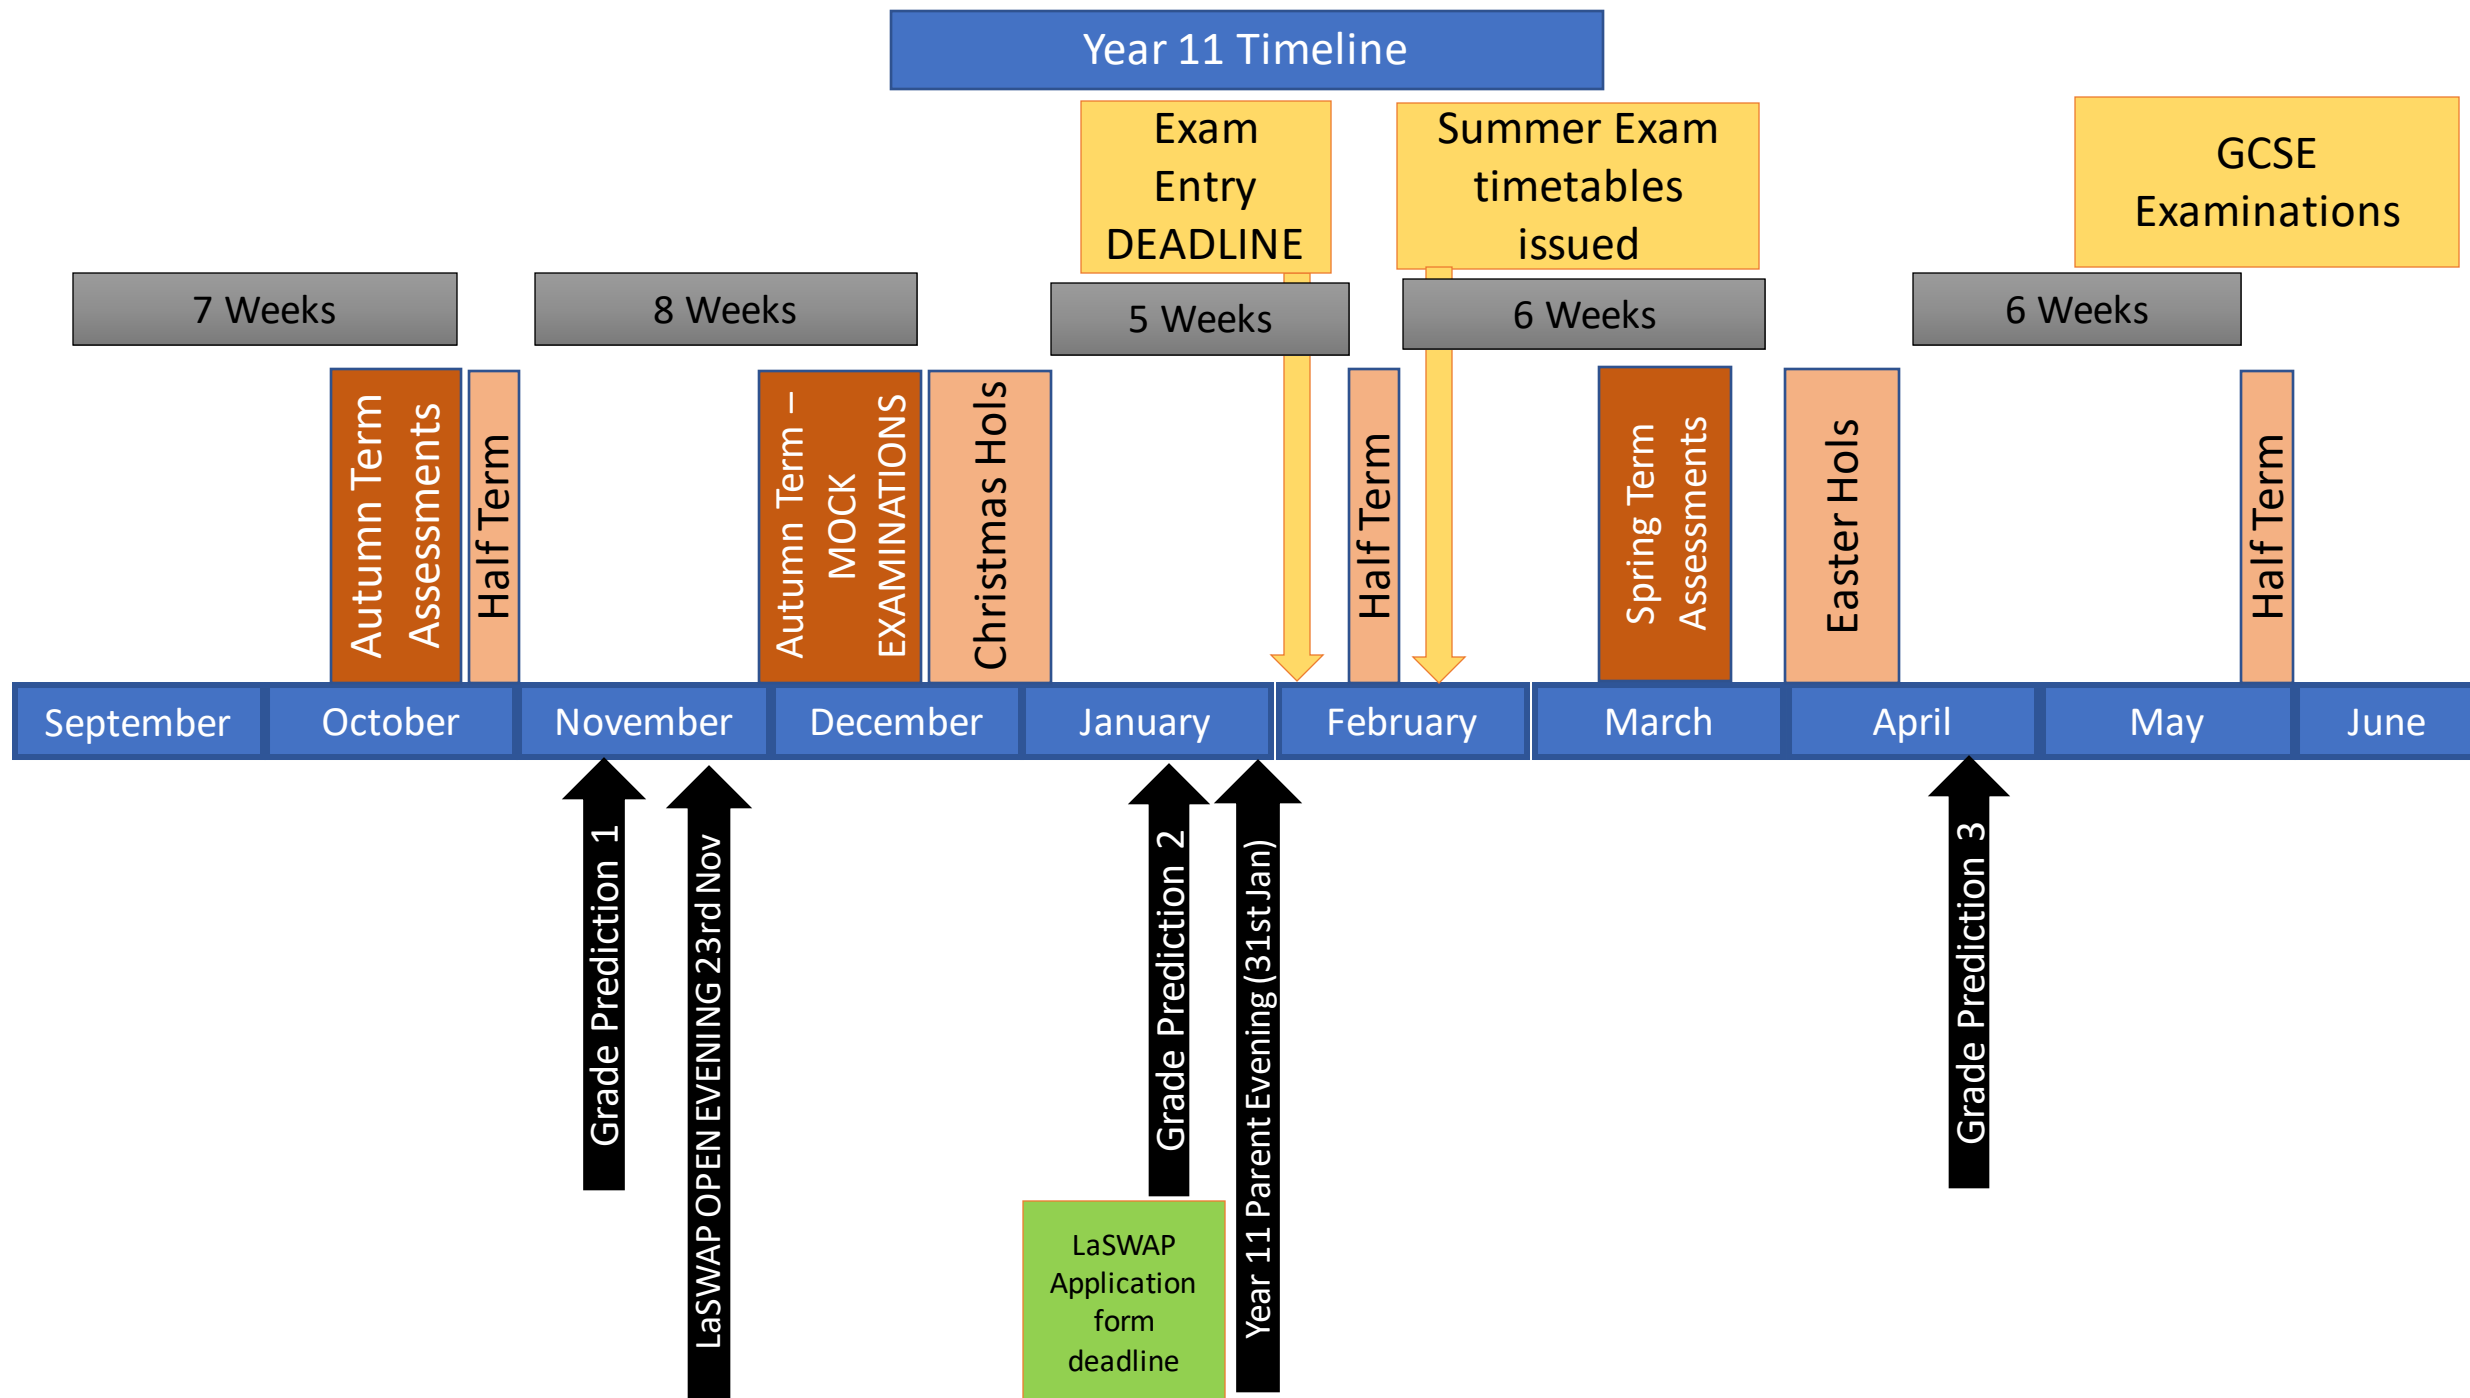 Year 11 Timeline
Exam
Entry
DEADLINE
Summer Exam
timetables
issued
GCSE
Examinations
7 Weeks
8 Weeks
5 Weeks
6 Weeks
6 Weeks
Autumn Term
Assessments
Half Term
Autumn Term –
MOCK
EXAMINATIONS
Christmas Hols
Half Term
Spring Term
Assessments
Easter Hols
Half Term
September
October
November
December
January
February
March
April
May
June
Grade Prediction 1
LaSWAP OPEN EVENING 23rd Nov
Grade Prediction 2
Year 11 Parent Evening (31st Jan)
Grade Prediction 3
LaSWAP
Application
form
deadline